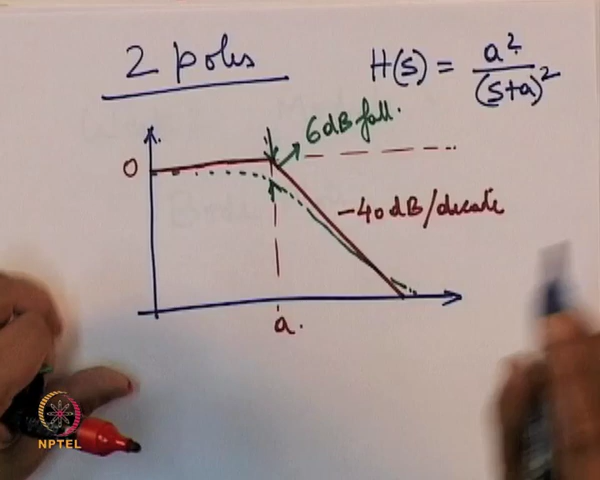 2 poles
H(s) = a²/(s+a)²
6dB fall.
0
-40dB/decade
a.
NPTEL